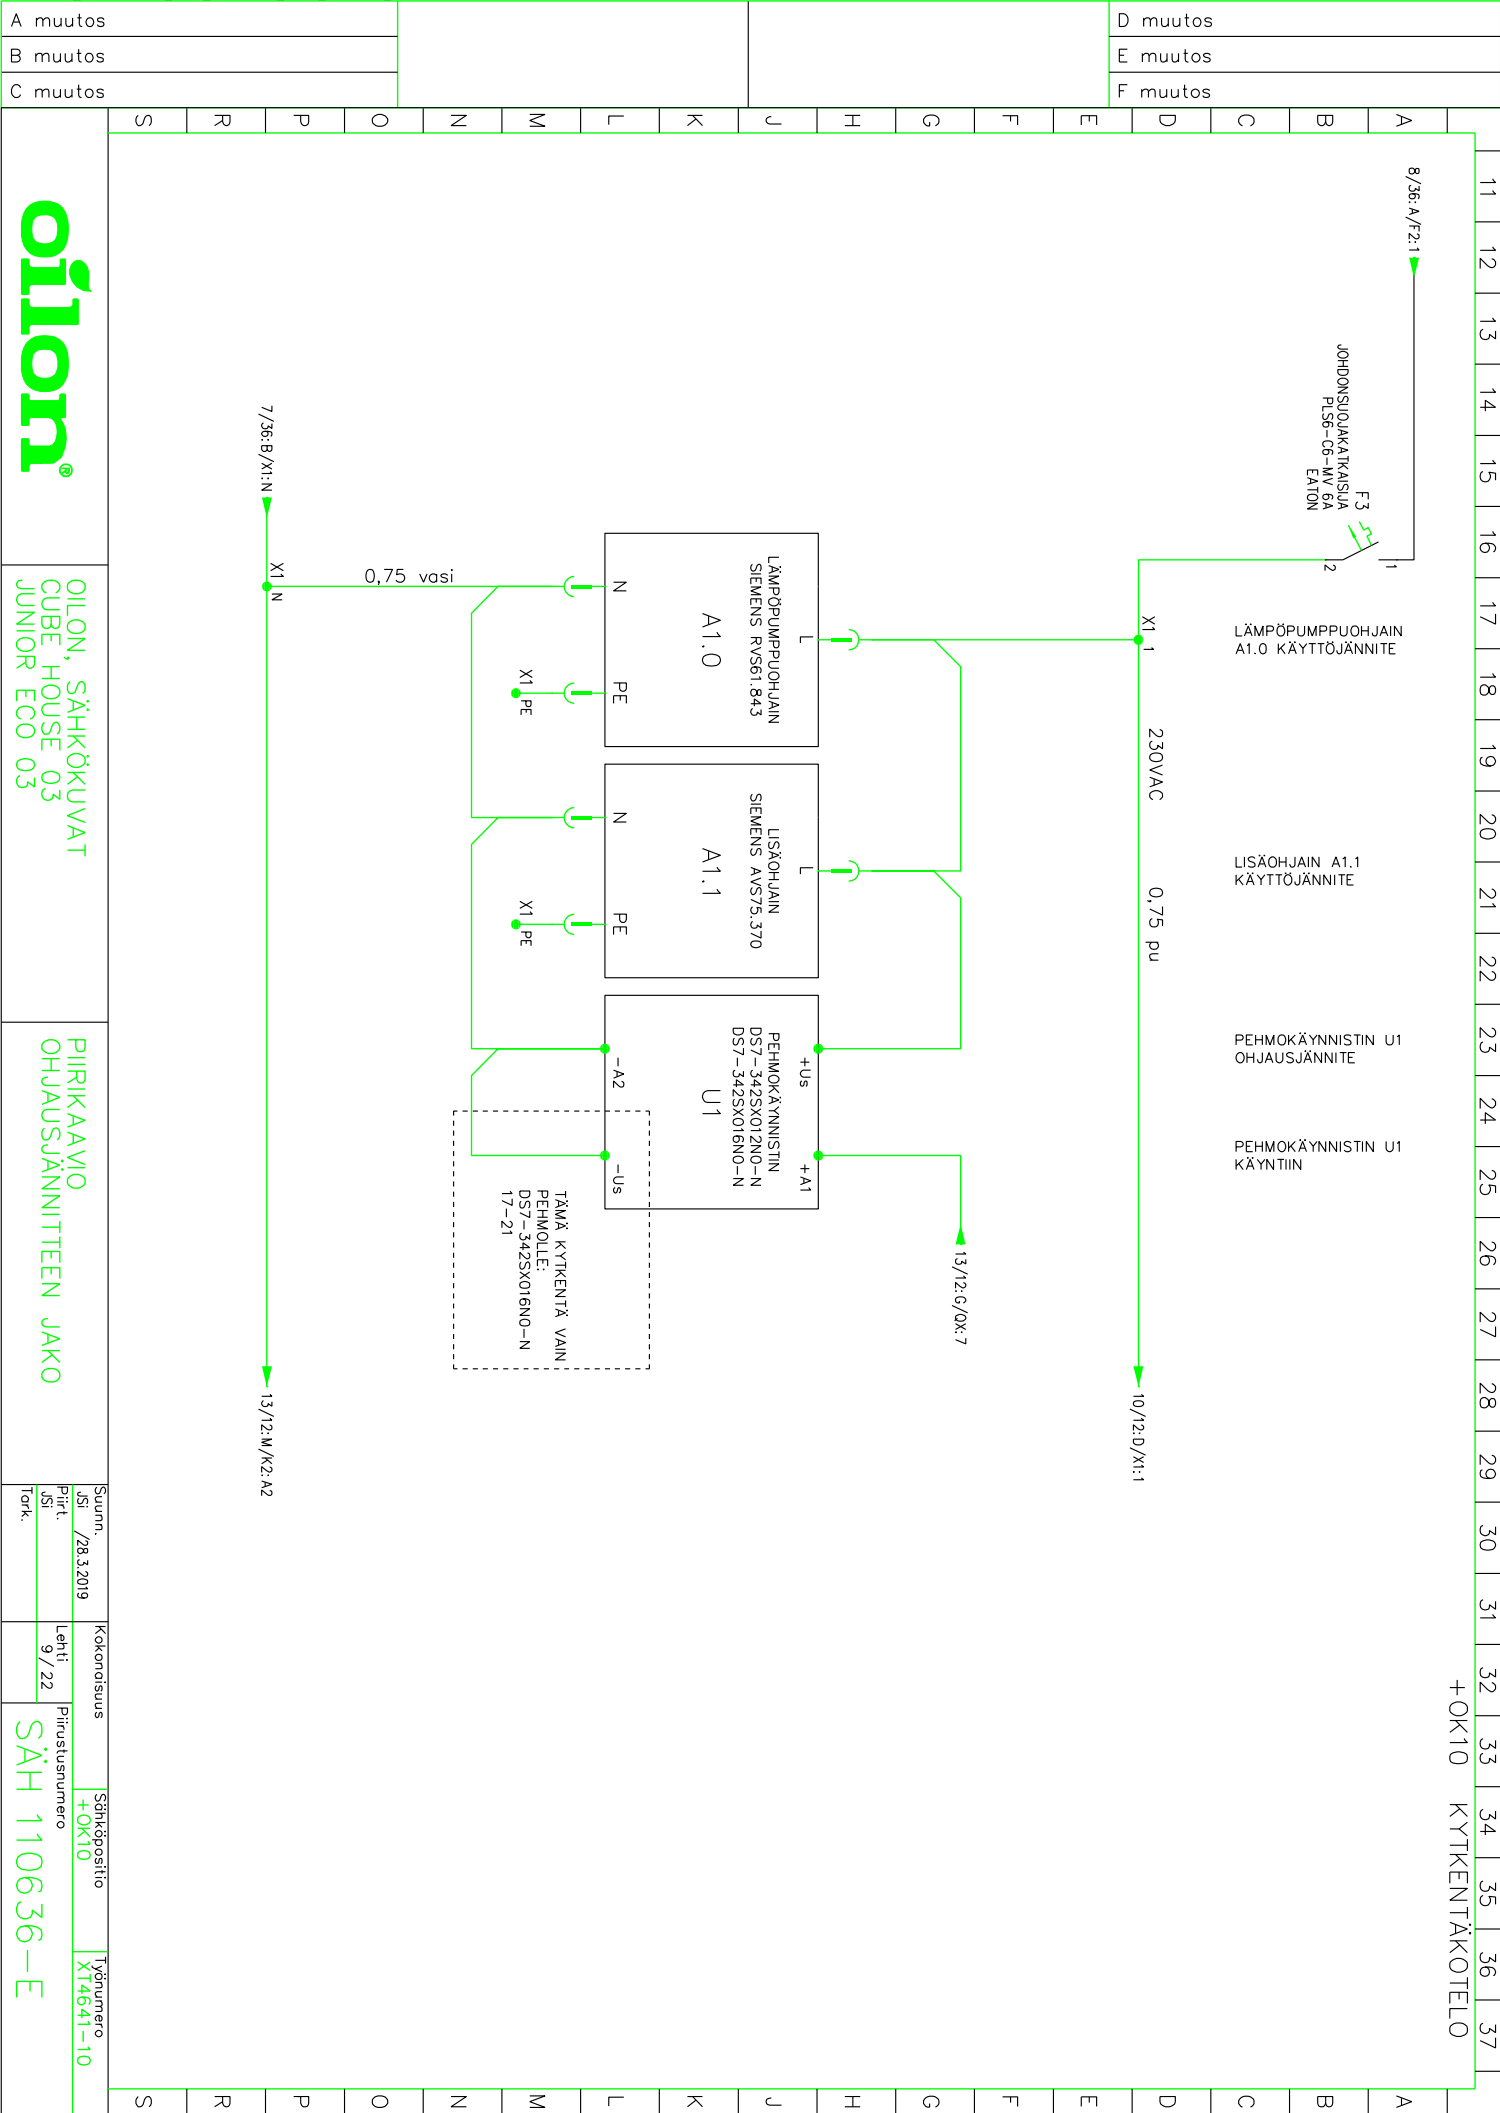 A muutos
B muutos
C muutos
D muutos
E muutos
F muutos
S R P O N M L K J H G F E D C B A
11 12 13 14 15 16 17 18 19 20 21 22 23 24 25 26 27 28 29 30 31 32 33 34 35 36 37
+OK10 KYTKENTÄKOTELO
8/36:A/F2:1
F3
JOHDONSUOJAKATKAISIJA
PLS6-C6-MV 6A
EATON
1
2
LÄMPÖPUMPPUOHJAIN
A1.0 KÄYTTÖJÄNNITE
LISÄOHJAIN A1.1
KÄYTTÖJÄNNITE
PEHMOKÄYNNISTIN U1
OHJAUSJÄNNITE
PEHMOKÄYNNISTIN U1
KÄYNTIIN
X1 1
230VAC
0,75 pu
10/12:D/X1:1
13/12:G/QX:7
L
LÄMPÖPUMPPUOHJAIN
SIEMENS RVS61.843
A1.0
N
PE
X1 PE
L
LISÄOHJAIN
SIEMENS AVS75.370
A1.1
N
PE
X1 PE
+Us
+A1
PEHMOKÄYNNISTIN
DS7-342SX012N0-N
DS7-342SX016N0-N
U1
-A2
-Us
TÄMÄ KYTKENTÄ VAIN
PEHMOLLE:
DS7-342SX016N0-N
17-21
0,75 vasi
7/36:B/X1:N
X1 N
13/12:M/K2:A2
S R P O N M L K J H G F E D C B A
oilon®
OILON, SÄHKÖKUVAT
CUBE HOUSE 03
JUNIOR ECO 03
PIIRIKAAVIO
OHJAUSJÄNNITTEEN JAKO
Suunn.
JSi /28.3.2019
Piirt.
JSi
Tark.
Kokonaisuus
Lehti
9/22
Sähköpositio
+OK10
Työnumero
XT4641-10
Piirustusnumero
SÄH 110636-E